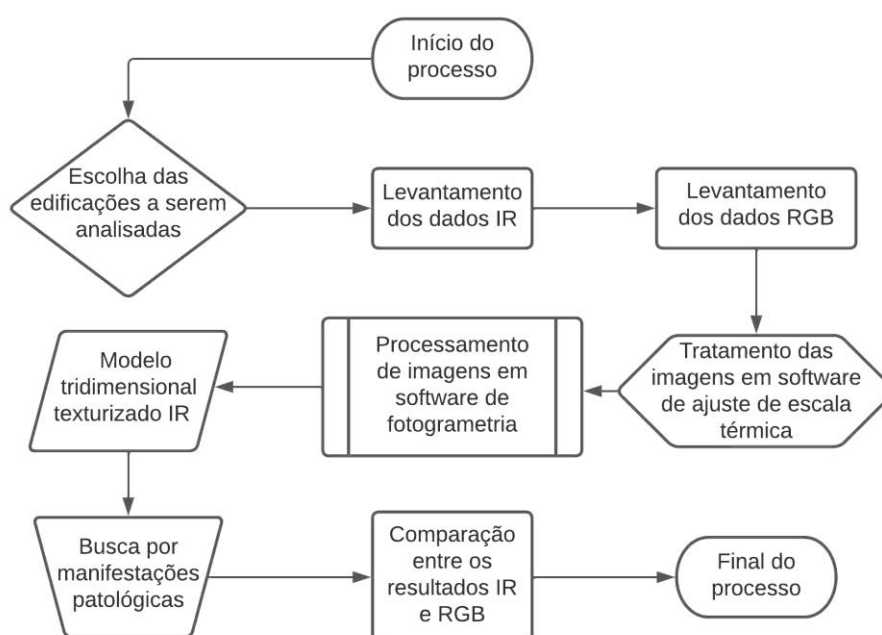 Início do
processo
Escolha das
edificações a serem
analisadas
Levantamento
dos dados IR
Levantamento
dos dados RGB
Tratamento das
imagens em software
de ajuste de escala
térmica
Processamento
de imagens em
software de
fotogrametria
Modelo
tridimensional
texturizado IR
Busca por
manifestações
patológicas
Comparação
entre os
resultados IR
e RGB
Final do
processo